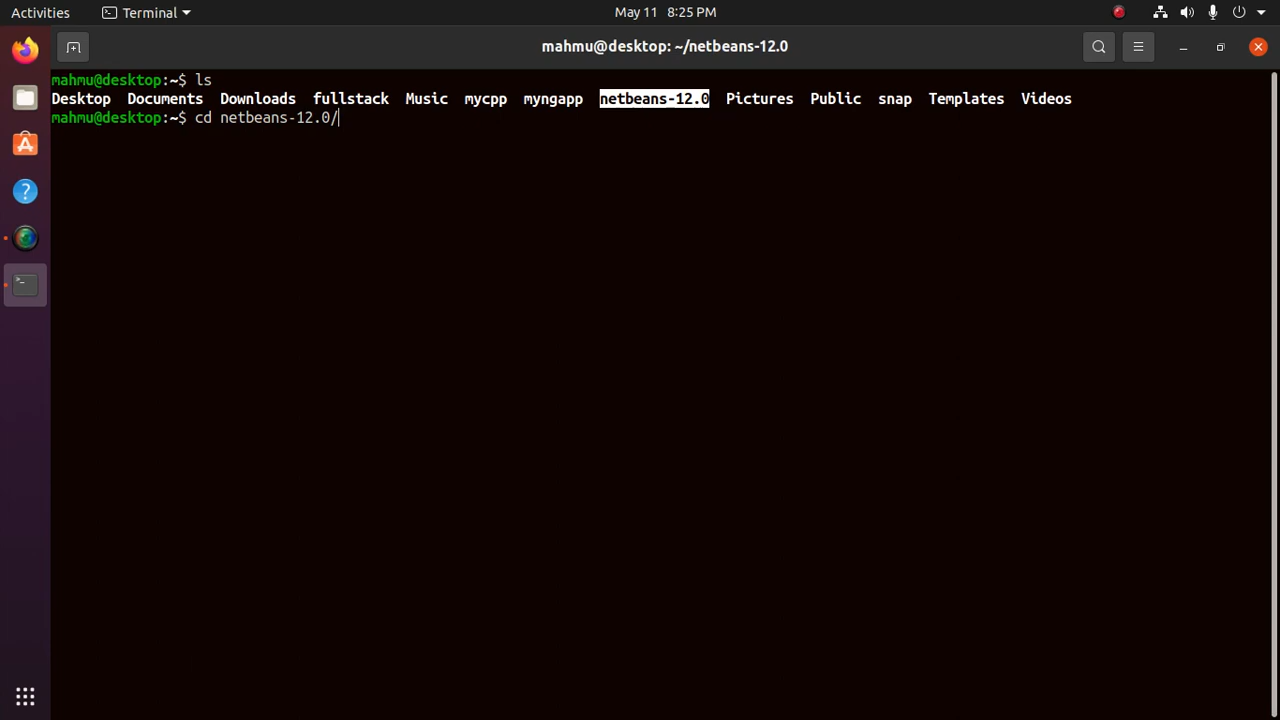 Activities Terminal May 11 8:25 PM
mahmu@desktop: ~/netbeans-12.0
mahmu@desktop:~$ ls
Desktop Documents Downloads fullstack Music mycpp myngapp netbeans-12.0 Pictures Public snap Templates Videos
mahmu@desktop:~$ cd netbeans-12.0/